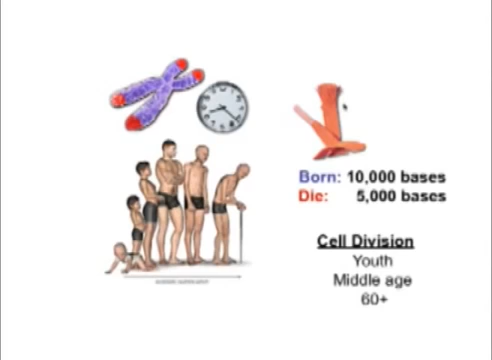 Born: 10,000 bases
Die: 5,000 bases
Cell Division
Youth
Middle age
60+